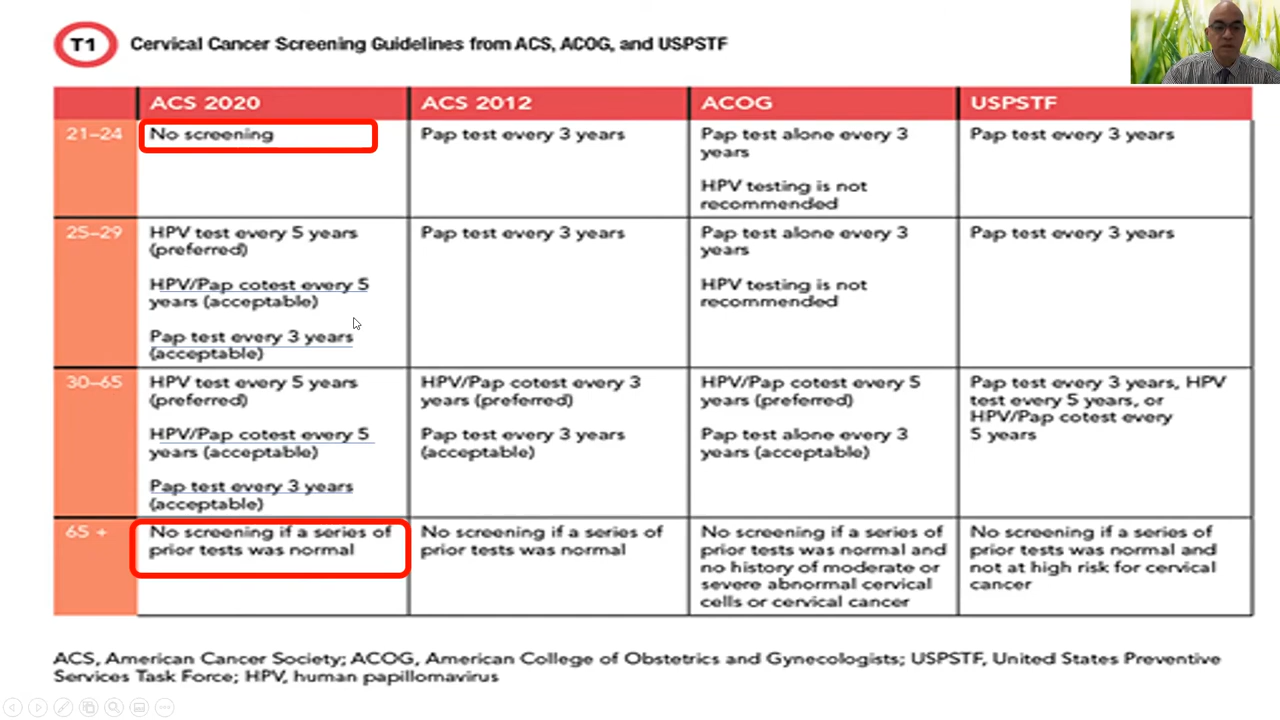 T1 Cervical Cancer Screening Guidelines from ACS, ACOG, and USPSTF
ACS 2020 ACS 2012 ACOG USPSTF
21–24
No screening
Pap test every 3 years
Pap test alone every 3
years
HPV testing is not
recommended
Pap test every 3 years
25–29
HPV test every 5 years
(preferred)
HPV/Pap cotest every 5
years (acceptable)
Pap test every 3 years
(acceptable)
Pap test every 3 years
Pap test alone every 3
years
HPV testing is not
recommended
Pap test every 3 years
30–65
HPV test every 5 years
(preferred)
HPV/Pap cotest every 5
years (acceptable)
Pap test every 3 years
(acceptable)
HPV/Pap cotest every 3
years (preferred)
Pap test every 3 years
(acceptable)
HPV/Pap cotest every 5
years (preferred)
Pap test alone every 3
years (acceptable)
Pap test every 3 years, HPV
test every 5 years, or
HPV/Pap cotest every
5 years
65 +
No screening if a series of
prior tests was normal
No screening if a series of
prior tests was normal
No screening if a series of
prior tests was normal and
no history of moderate or
severe abnormal cervical
cells or cervical cancer
No screening if a series of
prior tests was normal and
not at high risk for cervical
cancer
ACS, American Cancer Society; ACOG, American College of Obstetrics and Gynecologists; USPSTF, United States Preventive
Services Task Force; HPV, human papillomavirus